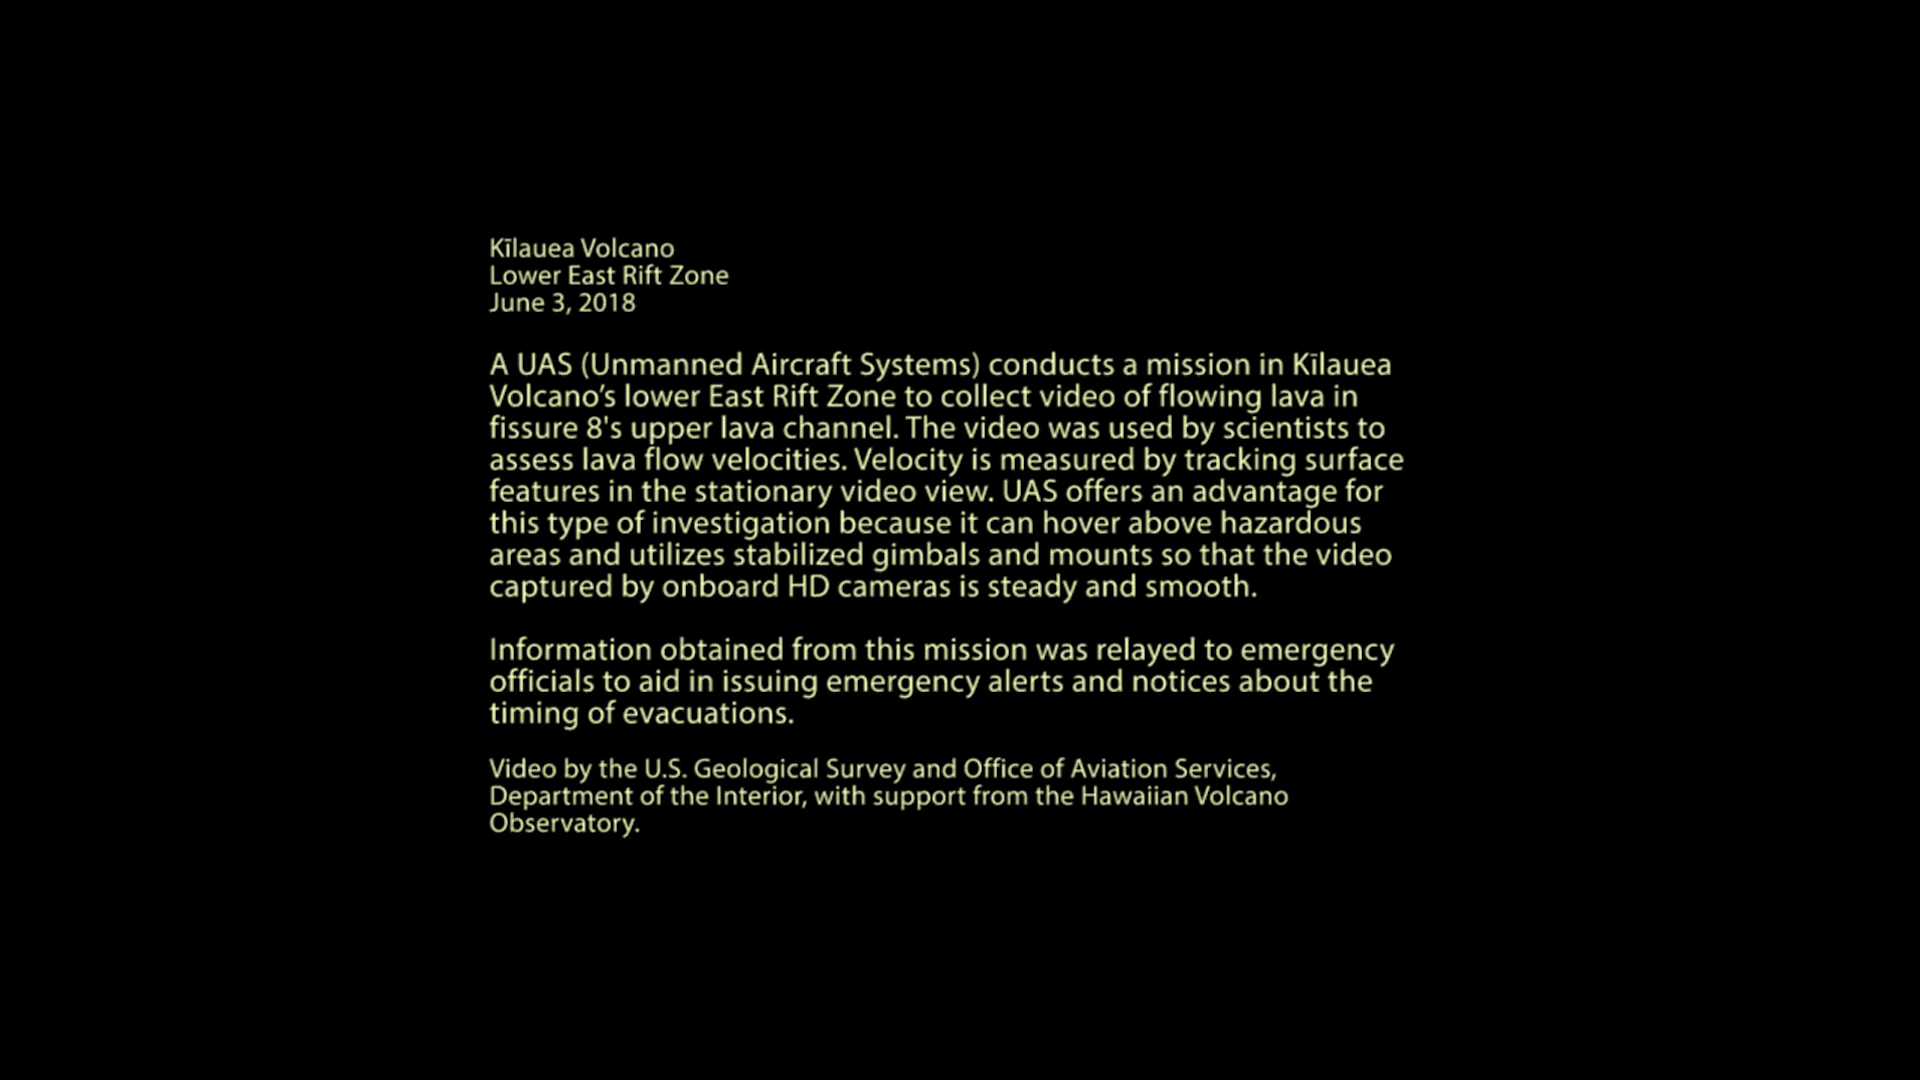 Kīlauea Volcano
Lower East Rift Zone
June 3, 2018
A UAS (Unmanned Aircraft Systems) conducts a mission in Kīlauea
Volcano’s lower East Rift Zone to collect video of flowing lava in
fissure 8's upper lava channel. The video was used by scientists to
assess lava flow velocities. Velocity is measured by tracking surface
features in the stationary video view. UAS offers an advantage for
this type of investigation because it can hover above hazardous
areas and utilizes stabilized gimbals and mounts so that the video
captured by onboard HD cameras is steady and smooth.
Information obtained from this mission was relayed to emergency
officials to aid in issuing emergency alerts and notices about the
timing of evacuations.
Video by the U.S. Geological Survey and Office of Aviation Services,
Department of the Interior, with support from the Hawaiian Volcano
Observatory.